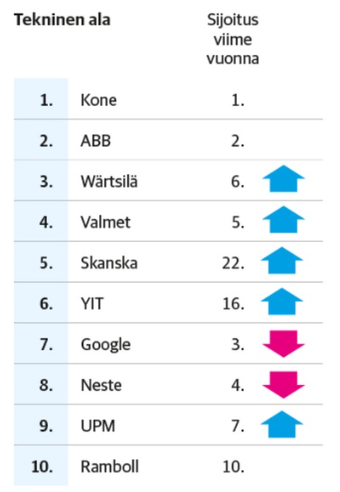 Tekninen ala
Sijoitus
viime
vuonna
1. Kone 1.
2. ABB 2.
3. Wärtsilä 6.
4. Valmet 5.
5. Skanska 22.
6. YIT 16.
7. Google 3.
8. Neste 4.
9. UPM 7.
10. Ramboll 10.